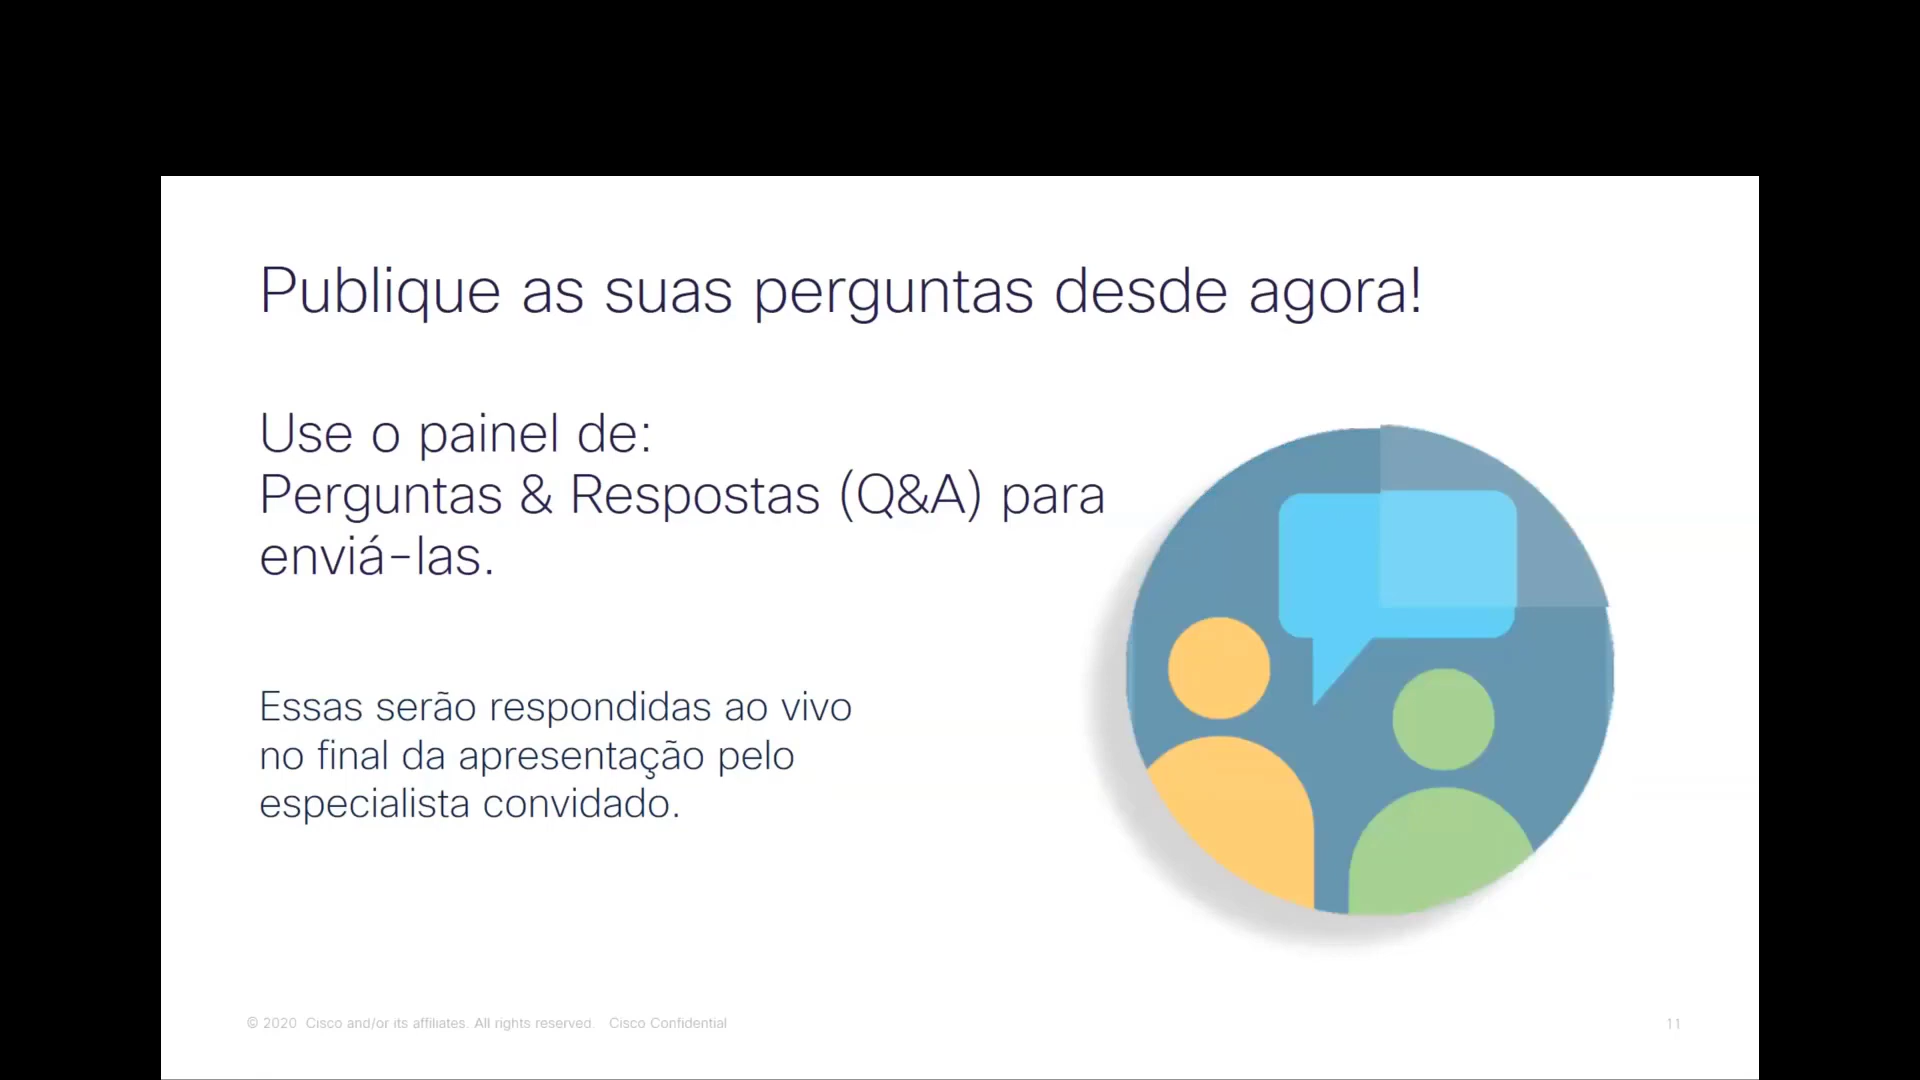 Publique as suas perguntas desde agora!
Use o painel de:
Perguntas & Respostas (Q&A) para
enviá-las.
Essas serão respondidas ao vivo
no final da apresentação pelo
especialista convidado.
© 2020 Cisco and/or its affiliates. All rights reserved. Cisco Confidential
11